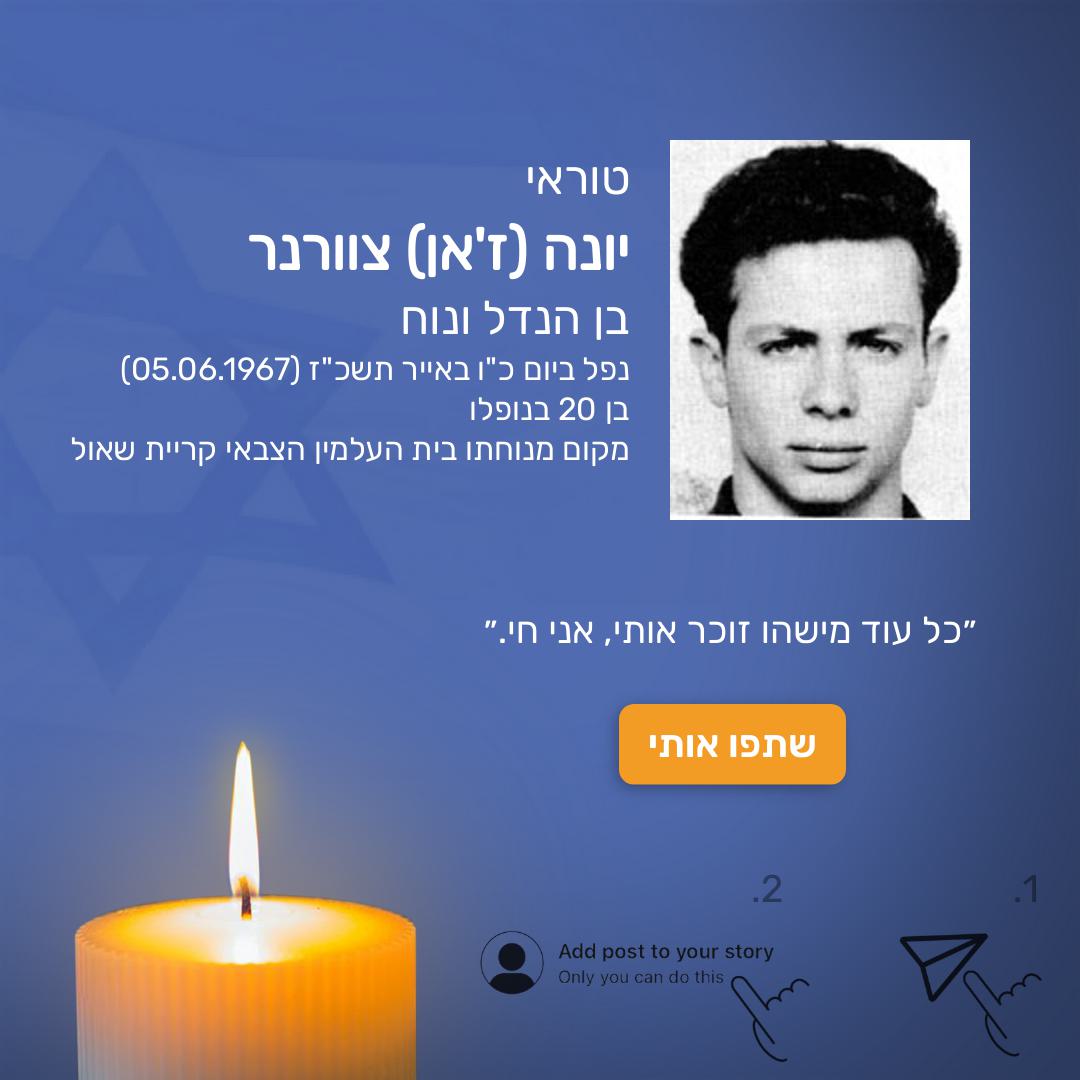 טוראי
יונה (ז'אן) צוורנר
בן הנדל ונוח
נפל ביום כ"ו באייר תשכ"ז (05.06.1967)
בן 20 בנופלו
מקום מנוחתו בית העלמין הצבאי קריית שאול
״כל עוד מישהו זוכר אותי, אני חי.״
שתפו אותי
.1
.2
Add post to your story
Only you can do this